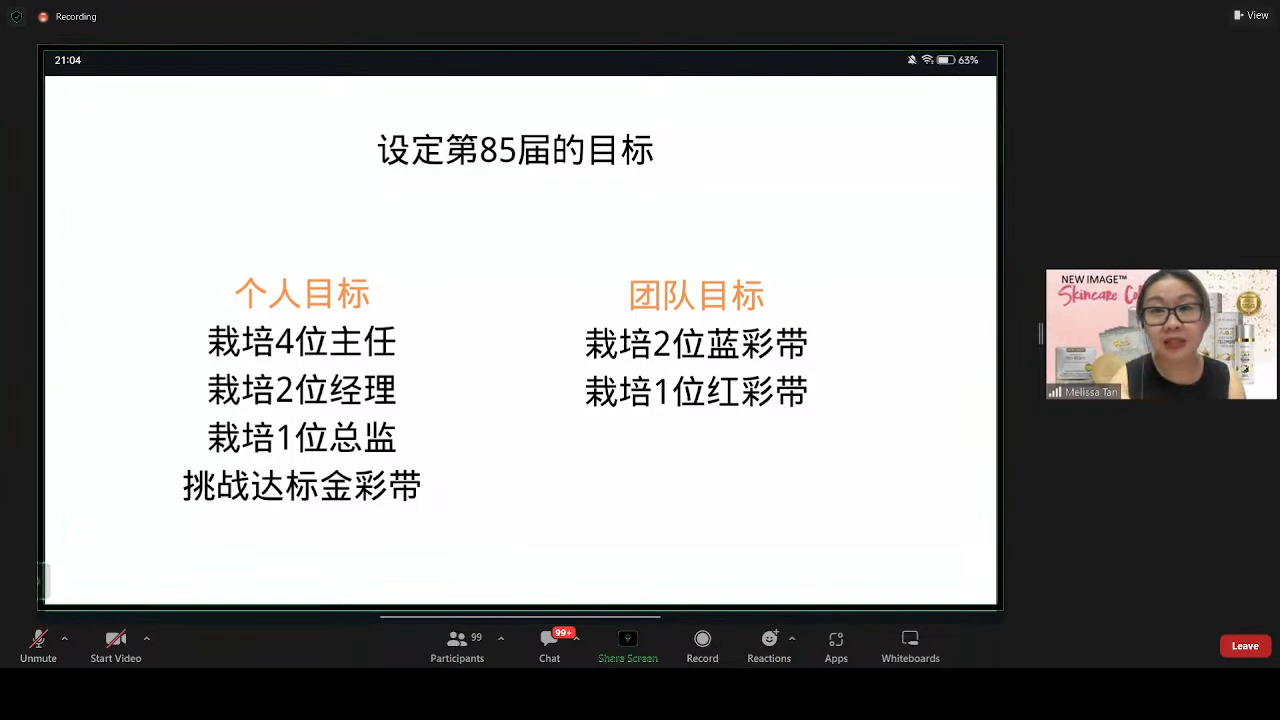 Recording
View
21:04
63%
设定第85届的目标
个人目标
栽培4位主任
栽培2位经理
栽培1位总监
挑战达标金彩带
团队目标
栽培2位蓝彩带
栽培1位红彩带
NEW IMAGE™
Skincare Co
Melissa Tan
Unmute
Start Video
99
Participants
99+
Chat
Share Screen
Record
Reactions
Apps
Whiteboards
Leave